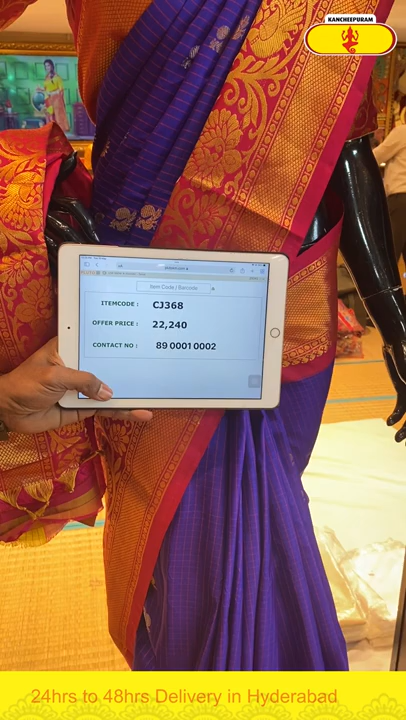 KANCHEEPURAM
Item Code / Barcode
ITEMCODE : CJ368
OFFER PRICE : 22,240
CONTACT NO : 89 0001 0002
24hrs to 48hrs Delivery in Hyderabad